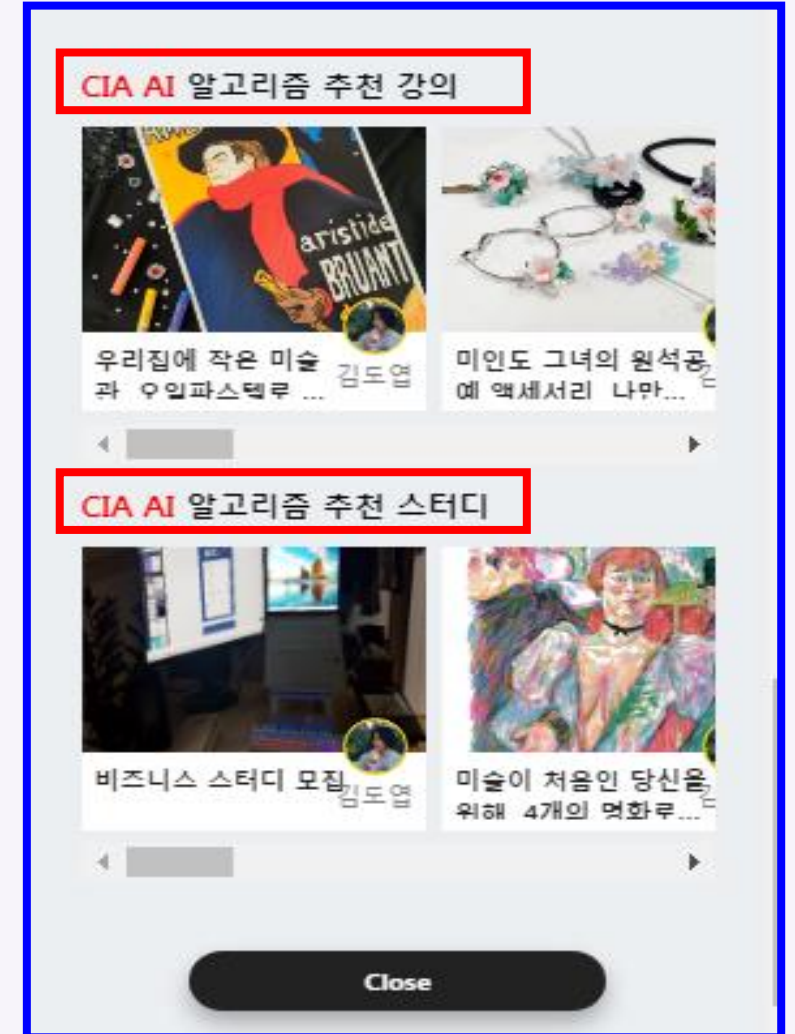 CIA AI 알고리즘 추천 강의
aristide
BRUANT
우리집에 작은 미술
관 오일파스텔로 ...
김도엽
미인도 그녀의 원석공
예 액세서리 나만...
CIA AI 알고리즘 추천 스터디
비즈니스 스터디 모집
김도엽
미술이 처음인 당신을
위해 4개의 명화로...
Close